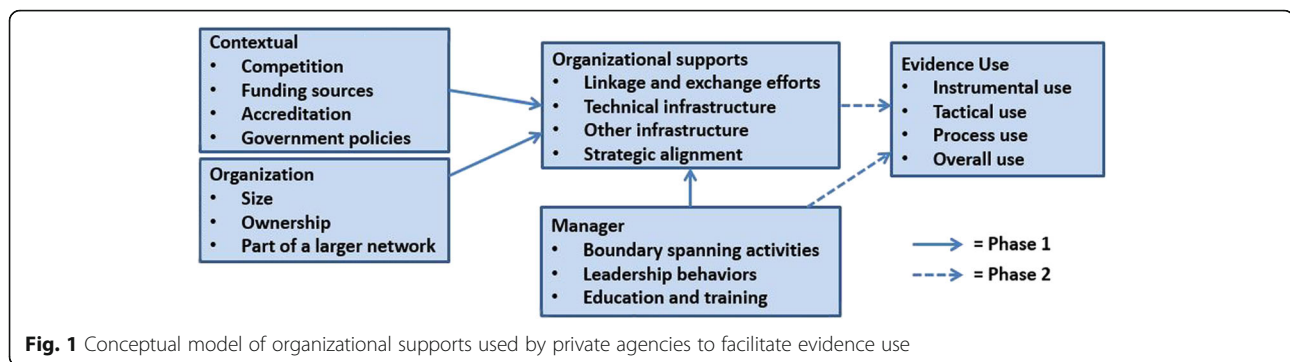 Contextual
• Competition
• Funding sources
• Accreditation
• Government policies
Organization
• Size
• Ownership
• Part of a larger network
Organizational supports
• Linkage and exchange efforts
• Technical infrastructure
• Other infrastructure
• Strategic alignment
Manager
• Boundary spanning activities
• Leadership behaviors
• Education and training
Evidence Use
• Instrumental use
• Tactical use
• Process use
• Overall use
= Phase 1
= Phase 2
Fig. 1 Conceptual model of organizational supports used by private agencies to facilitate evidence use